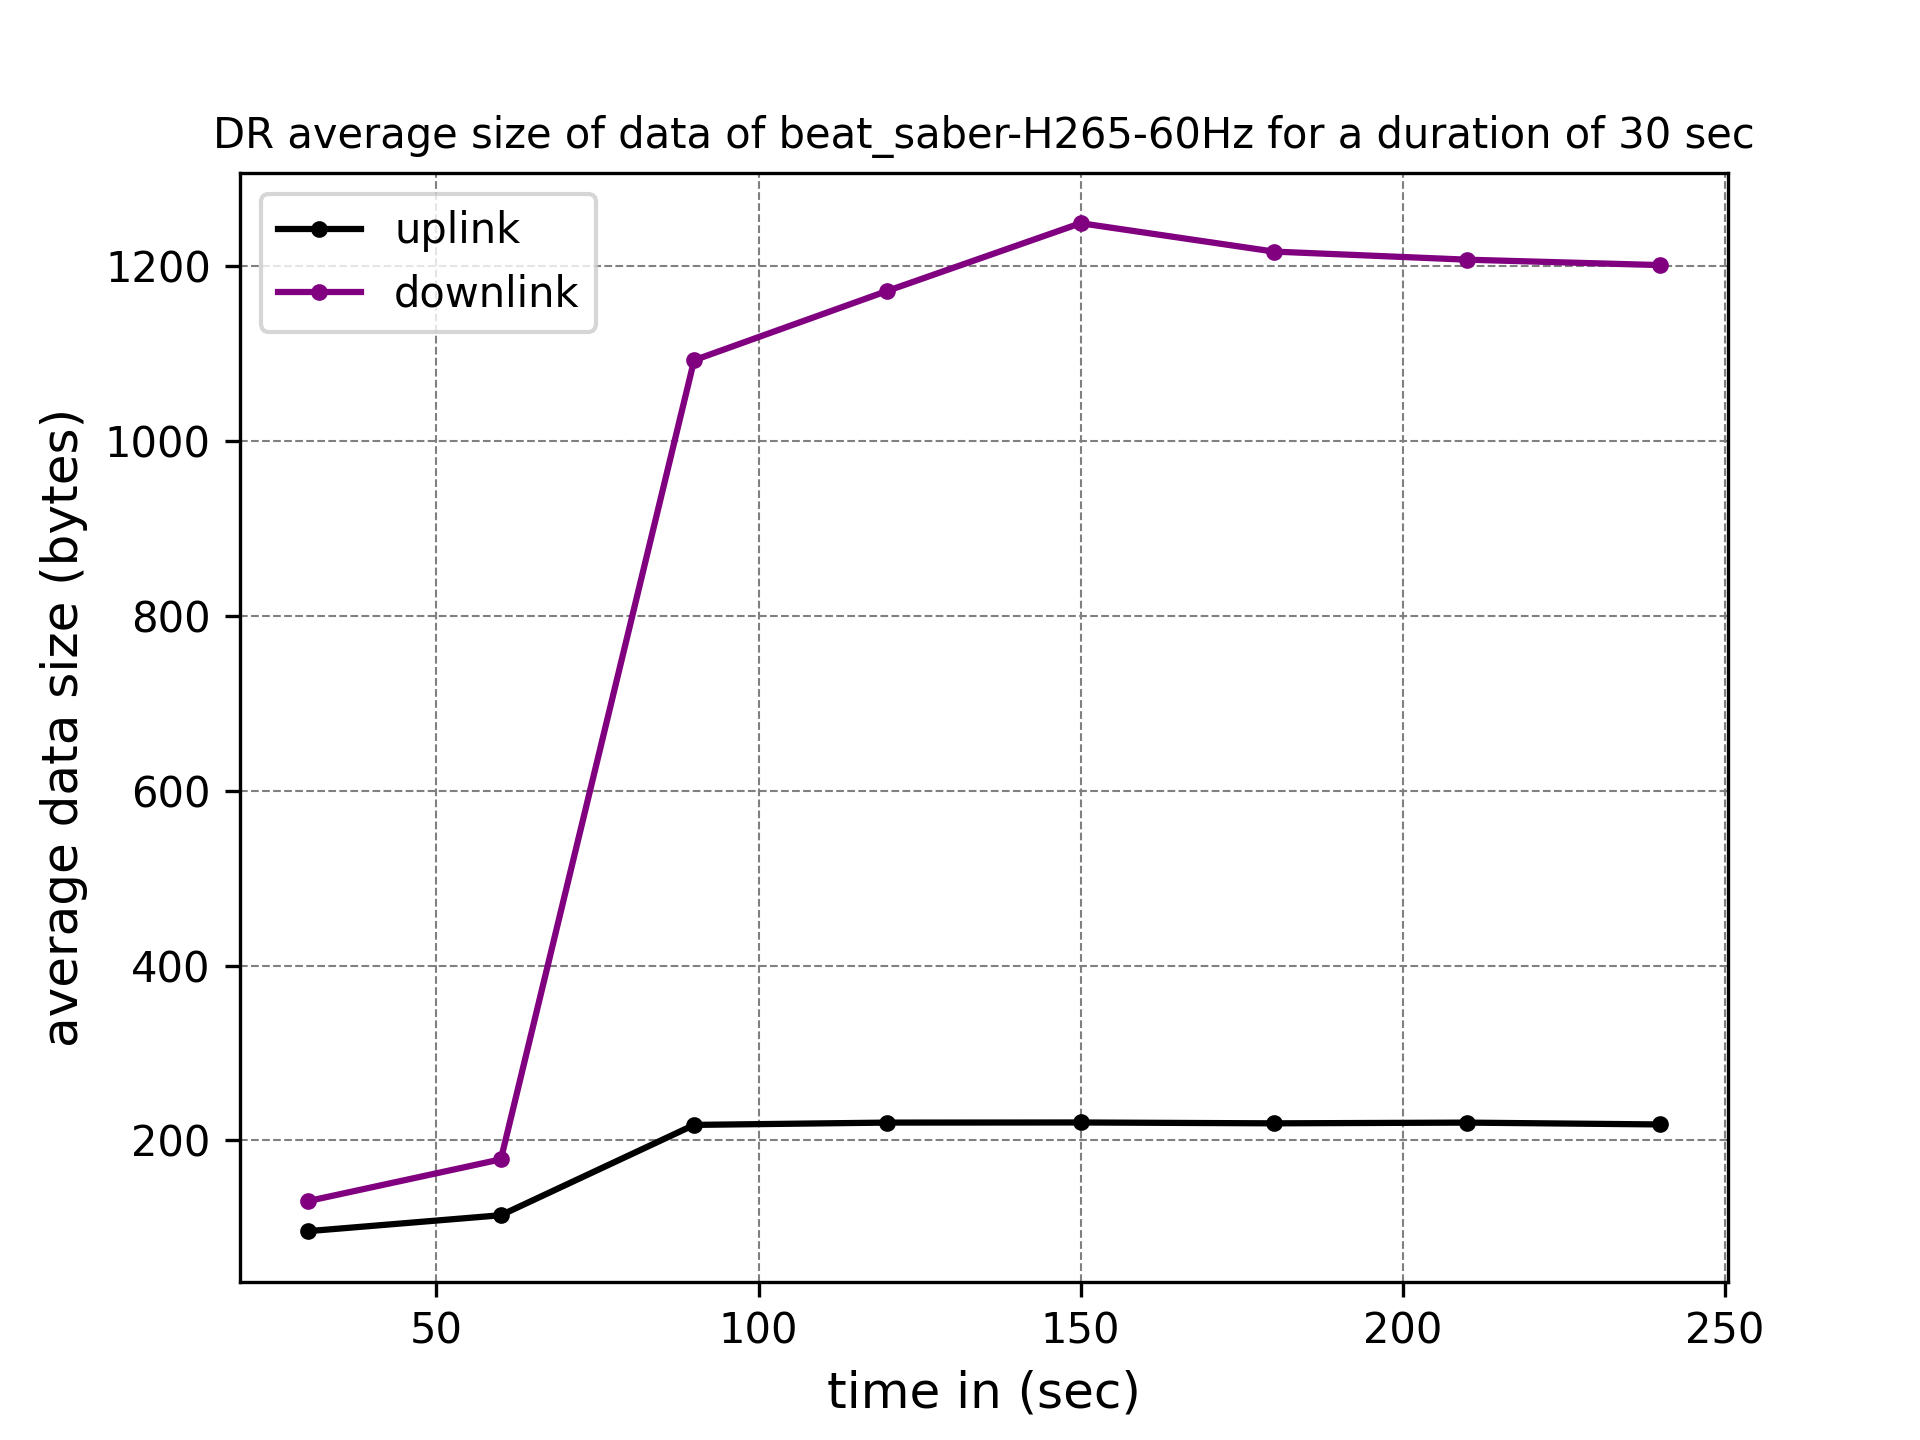 DR average size of data of beat_saber-H265-60Hz for a duration of 30 sec
uplink
downlink
1200
1000
800
600
400
200
average data size (bytes)
50 100 150 200 250
time in (sec)